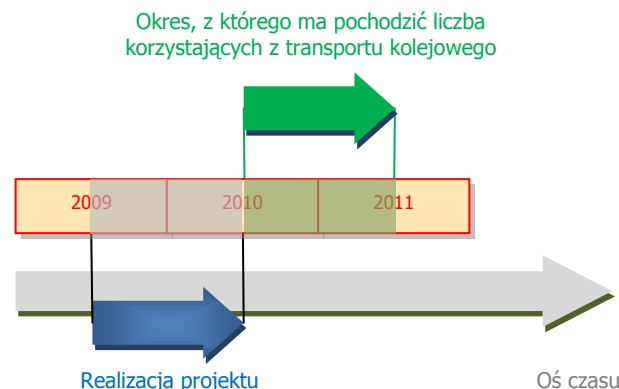 Okres, z którego ma pochodzić liczba
korzystających z transportu kolejowego
2009 2010 2011
Realizacja projektu
Oś czasu